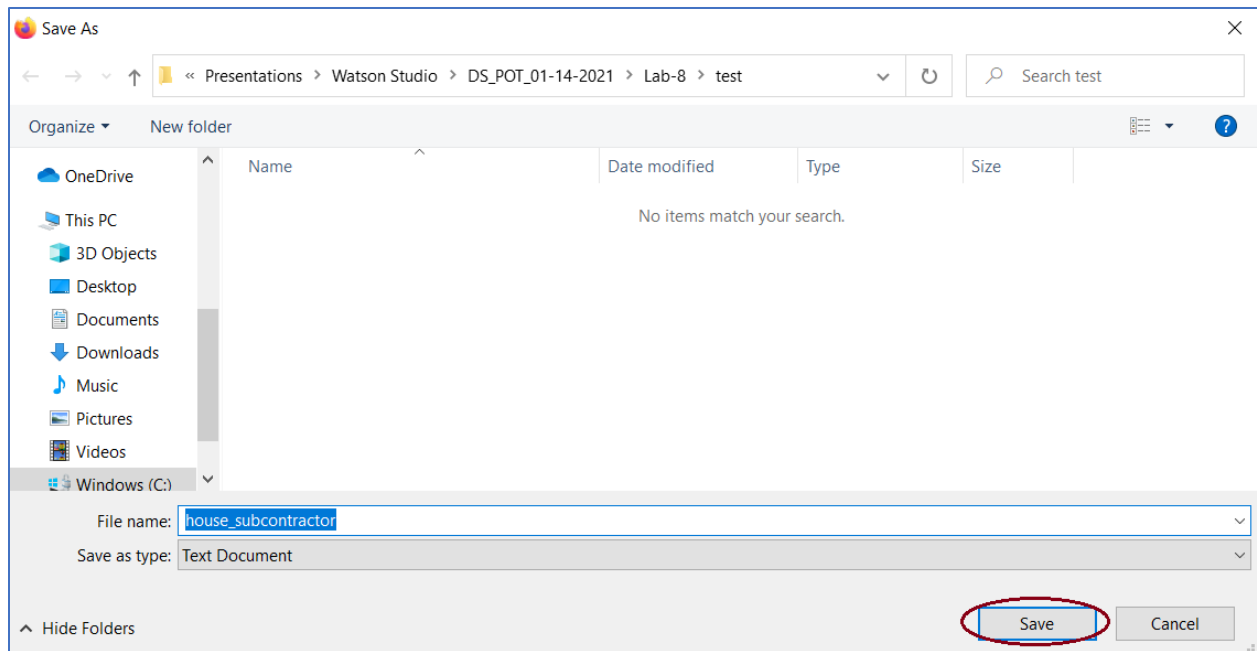 Save As
« Presentations > Watson Studio > DS_POT_01-14-2021 > Lab-8 > test
Search test
Organize
New folder
?
Name
Date modified
Type
Size
No items match your search.
OneDrive
This PC
3D Objects
Desktop
Documents
Downloads
Music
Pictures
Videos
Windows (C:)
File name: house_subcontractor
Save as type: Text Document
Hide Folders
Save
Cancel